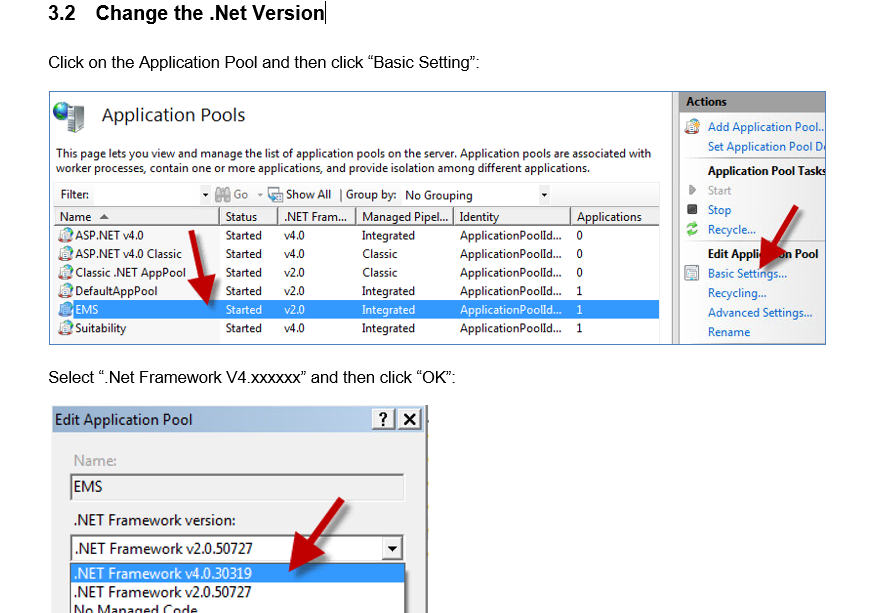 3.2 Change the .Net Version
Click on the Application Pool and then click “Basic Setting”:
Application Pools
This page lets you view and manage the list of application pools on the server. Application pools are associated with
worker processes, contain one or more applications, and provide isolation among different applications.
Filter: Go Show All | Group by: No Grouping
Name Status .NET Fram... Managed Pipel... Identity Applications
ASP.NET v4.0 Started v4.0 Integrated ApplicationPoolId... 0
ASP.NET v4.0 Classic Started v4.0 Classic ApplicationPoolId... 0
Classic .NET AppPool Started v2.0 Classic ApplicationPoolId... 0
DefaultAppPool Started v2.0 Integrated ApplicationPoolId... 1
EMS Started v2.0 Integrated ApplicationPoolId... 1
Suitability Started v4.0 Integrated ApplicationPoolId... 1
Actions
Add Application Pool..
Set Application Pool D
Application Pool Tasks
Start
Stop
Recycle...
Edit Pool
Basic Settings...
Recycling...
Advanced Settings...
Rename
Select “.Net Framework V4.xxxxxx” and then click “OK”:
Edit Application Pool
Name:
EMS
.NET Framework version:
.NET Framework v2.0.50727
.NET Framework v4.0.30319
.NET Framework v2.0.50727
No Managed Code